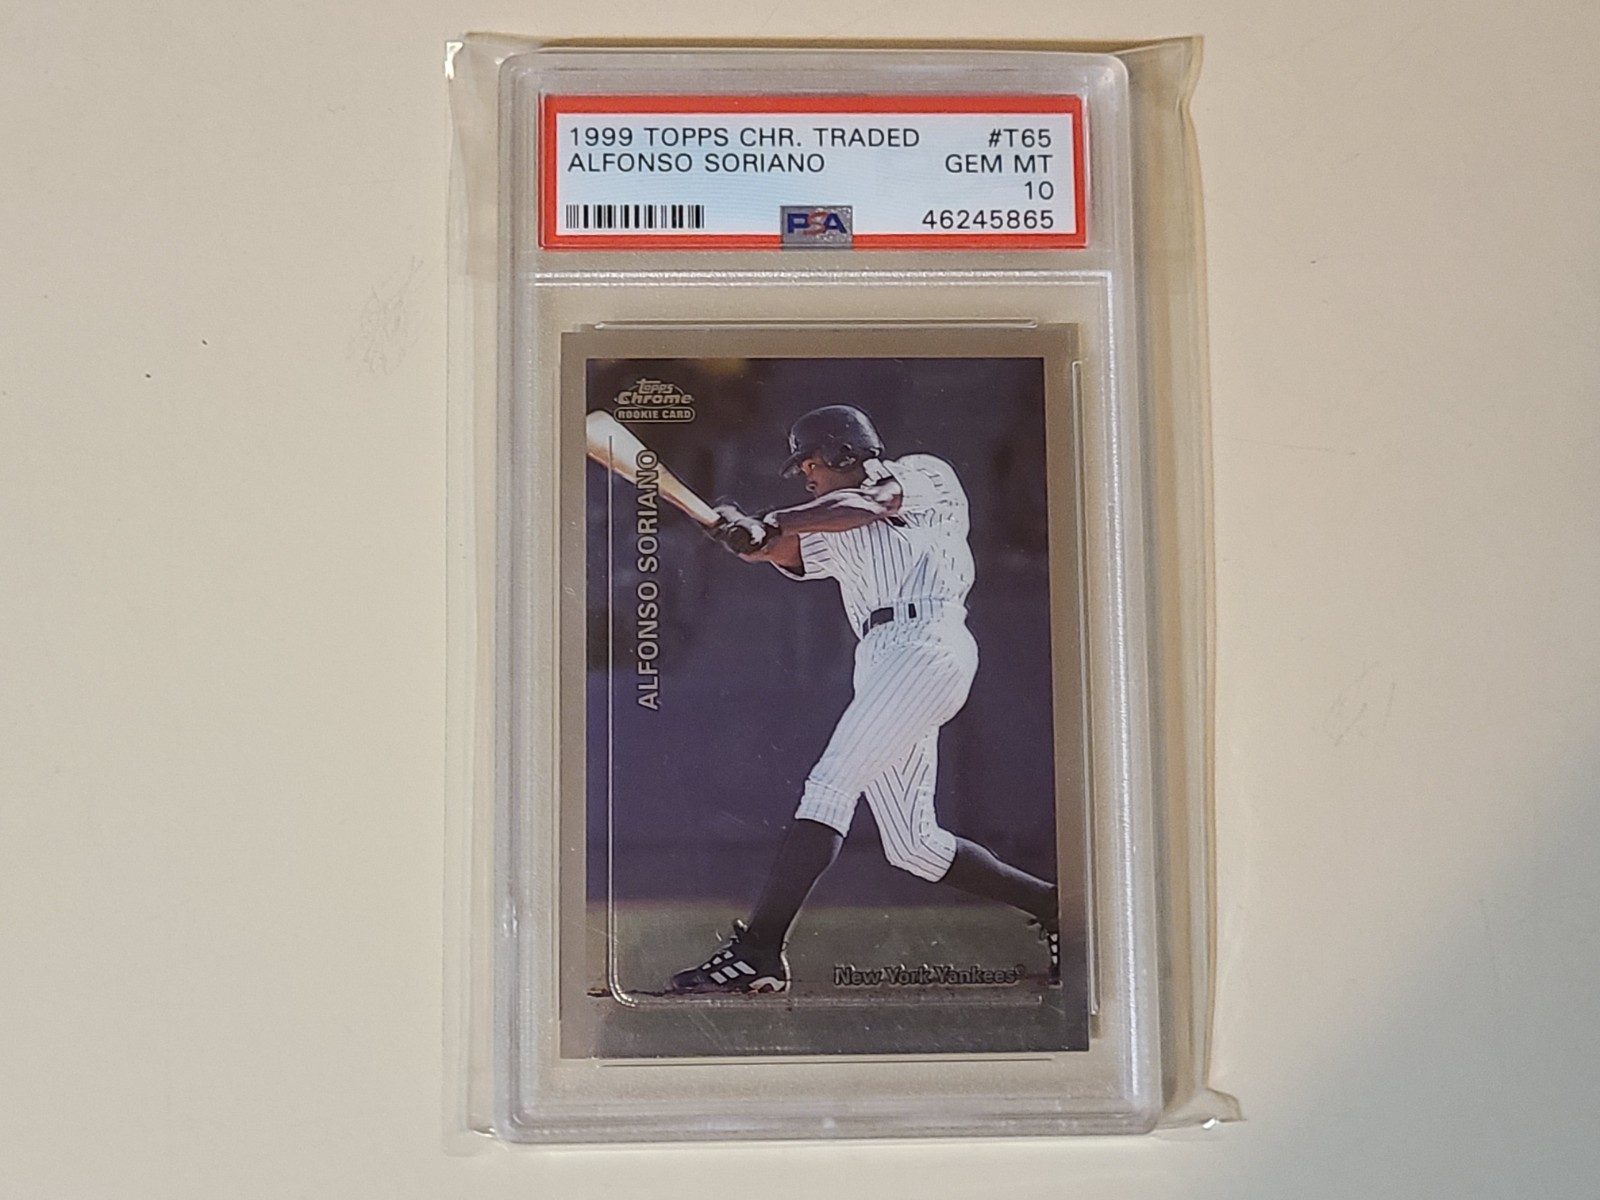 1999 TOPPS CHR. TRADED #T65
ALFONSO SORIANO GEM MT
10
PSA 46245865
Topps
Chrome
ROOKIE CARD
ALFONSO SORIANO
New York Yankees®